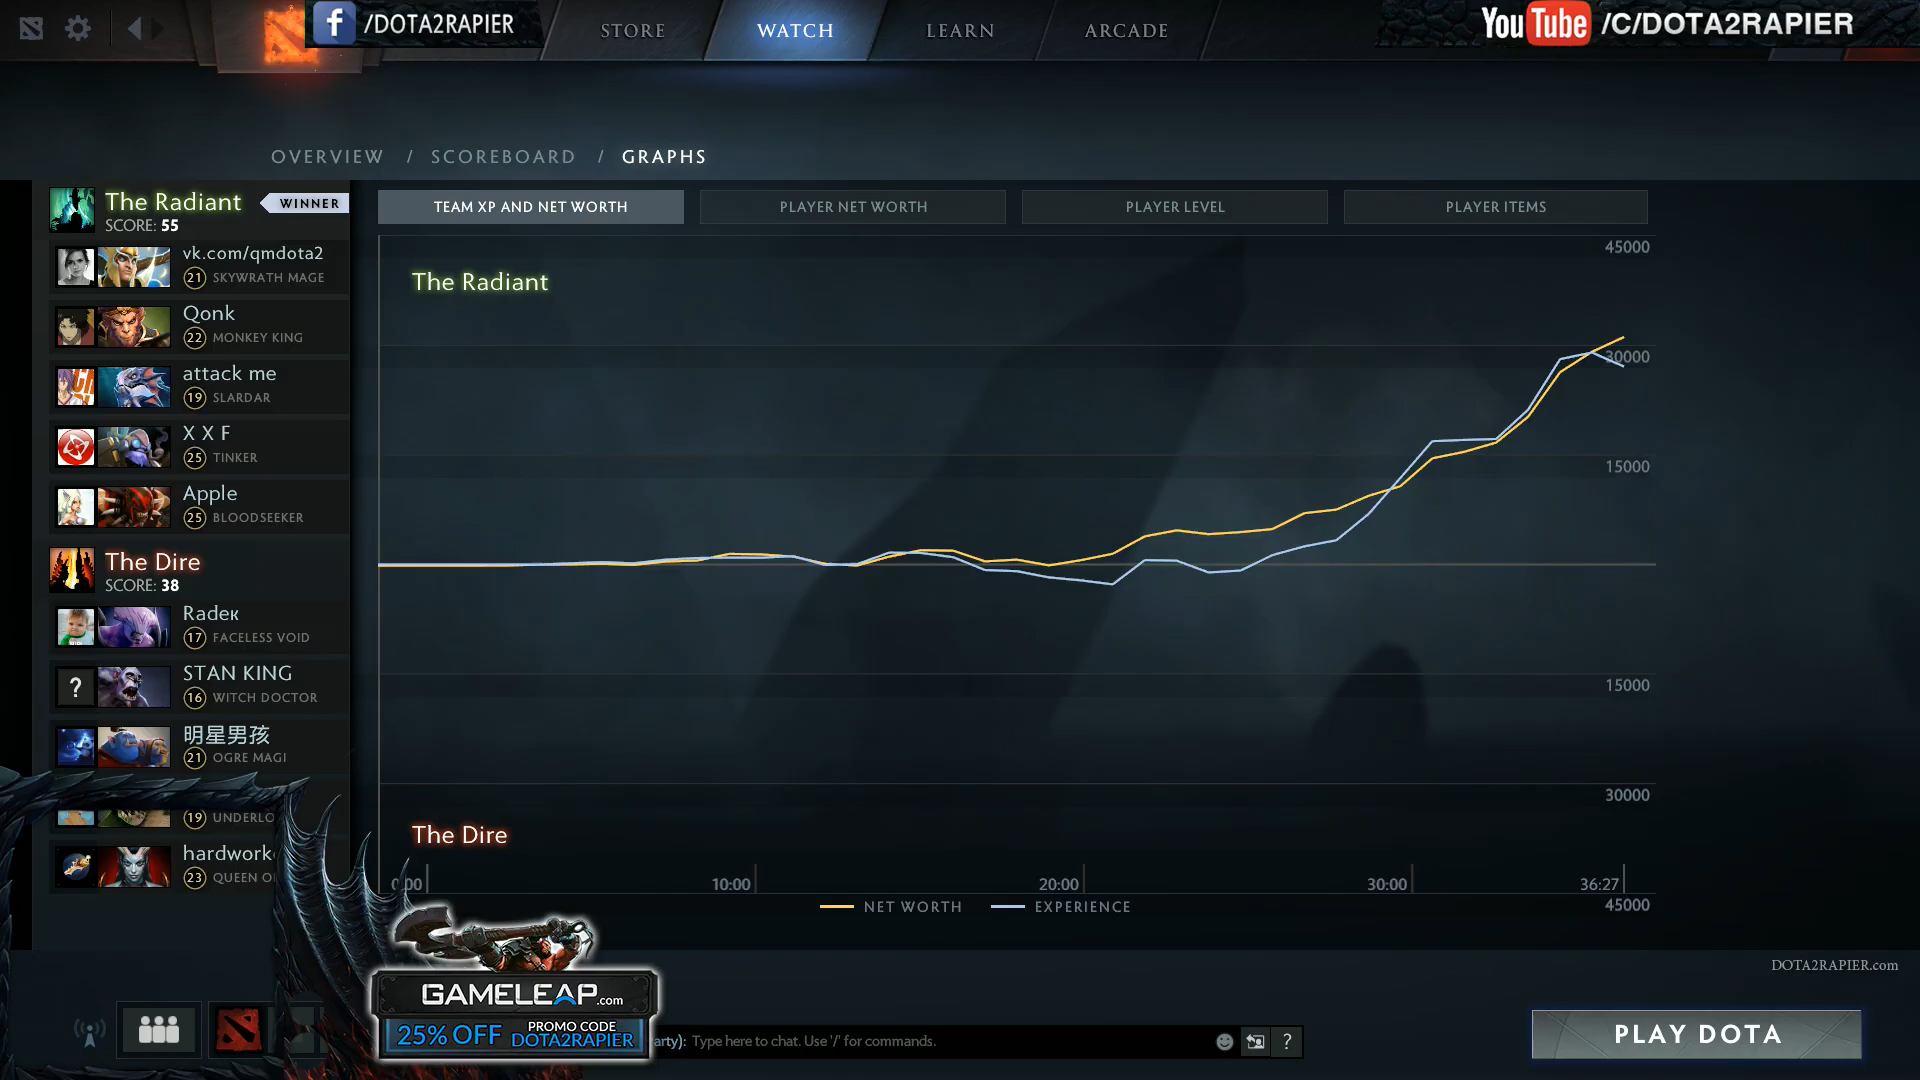 /DOTA2RAPIER
STORE
WATCH
LEARN
ARCADE
YouTube /C/DOTA2RAPIER
OVERVIEW / SCOREBOARD / GRAPHS
The Radiant
WINNER
SCORE: 55
vk.com/qmdota2
21 SKYWRATH MAGE
Qonk
22 MONKEY KING
attack me
19 SLARDAR
X X F
25 TINKER
Apple
25 BLOODSEEKER
The Dire
SCORE: 38
Radeк
17 FACELESS VOID
? STAN KING
16 WITCH DOCTOR
明星男孩
21 OGRE MAGI
19
hardwork
23 QUEEN
TEAM XP AND NET WORTH
PLAYER NET WORTH
PLAYER LEVEL
PLAYER ITEMS
The Radiant
45000
30000
15000
15000
30000
45000
The Dire
0:00
10:00
20:00
30:00
36:27
NET WORTH
EXPERIENCE
DOTA2RAPIER.com
GAMELEAP.com
25% OFF
PROMO CODE
DOTA2RAPIER
Type here to chat. Use '/' for commands.
?
PLAY DOTA